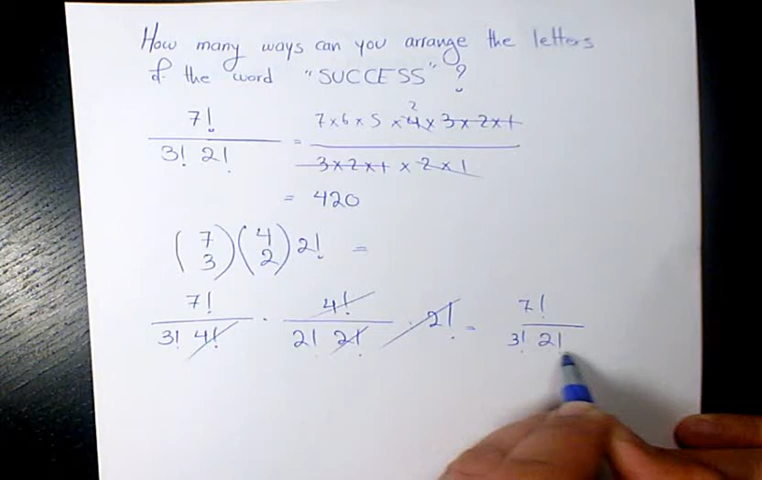 How many ways can you arrange the letters
of the word "SUCCESS"?
7! / 3! 2! = 7×6×5×4×3×2×1 / 3×2×1×2×1
2
= 420
(7 3)(4 2) 2! =
7! / 3! 4! · 4! / 2! 2! · 2! = 7! / 3! 2!